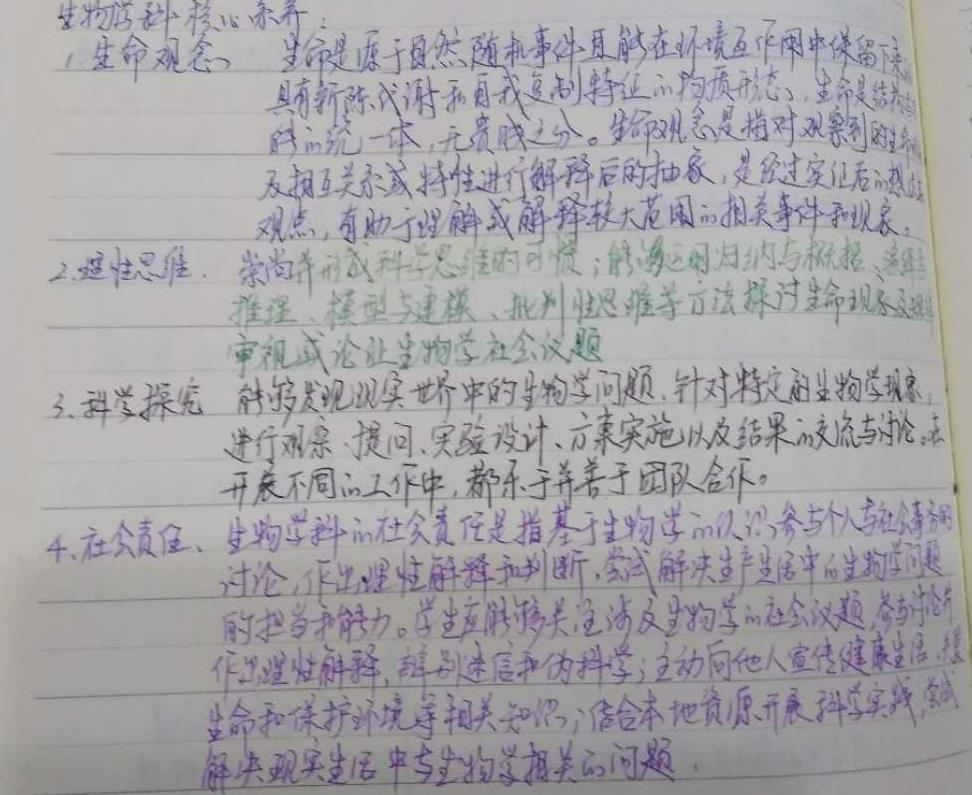 生物学科核心素养：
1.生命观念、 生命是源于自然随机事件且能在环境互作用中保留下来
具有新陈代谢和自我复制特征的物质形态、生命是结构
能的统一体，无贵贱之分。生命观念是指对观察到的生命
及相互关系或特性进行解释后的抽象，是经过实证后的想
观点，有助于理解或解释较大范围的相关事件和现象。
2.理性思维. 崇尚并形成科学思维的习惯；能够运用归纳与概括、演绎与
推理、模型与建模、批判性思维等方法探讨生命现象及规律
审视或论证生物学社会议题
3.科学探究 能够发现现实世界中的生物学问题，针对特定的生物学现象，
进行观察、提问、实验设计、方案实施以及结果的交流与讨论。在
开展不同的工作中，都乐于并善于团队合作。
4.社会责任、生物学科的社会责任是指基于生物学的认识，参与个人与社会事务的
讨论，作出理性解释和判断，尝试解决生产生活中的生物学问题
的担当和能力。学生应能够关注涉及生物学的社会议题，参与讨论并
作出理性解释，辨别迷信和伪科学；主动向他人宣传健康生活、
生命和保护环境等相关知识；结合本地资源开展科学实践，尝试
解决现实生活中与生物学相关的问题.